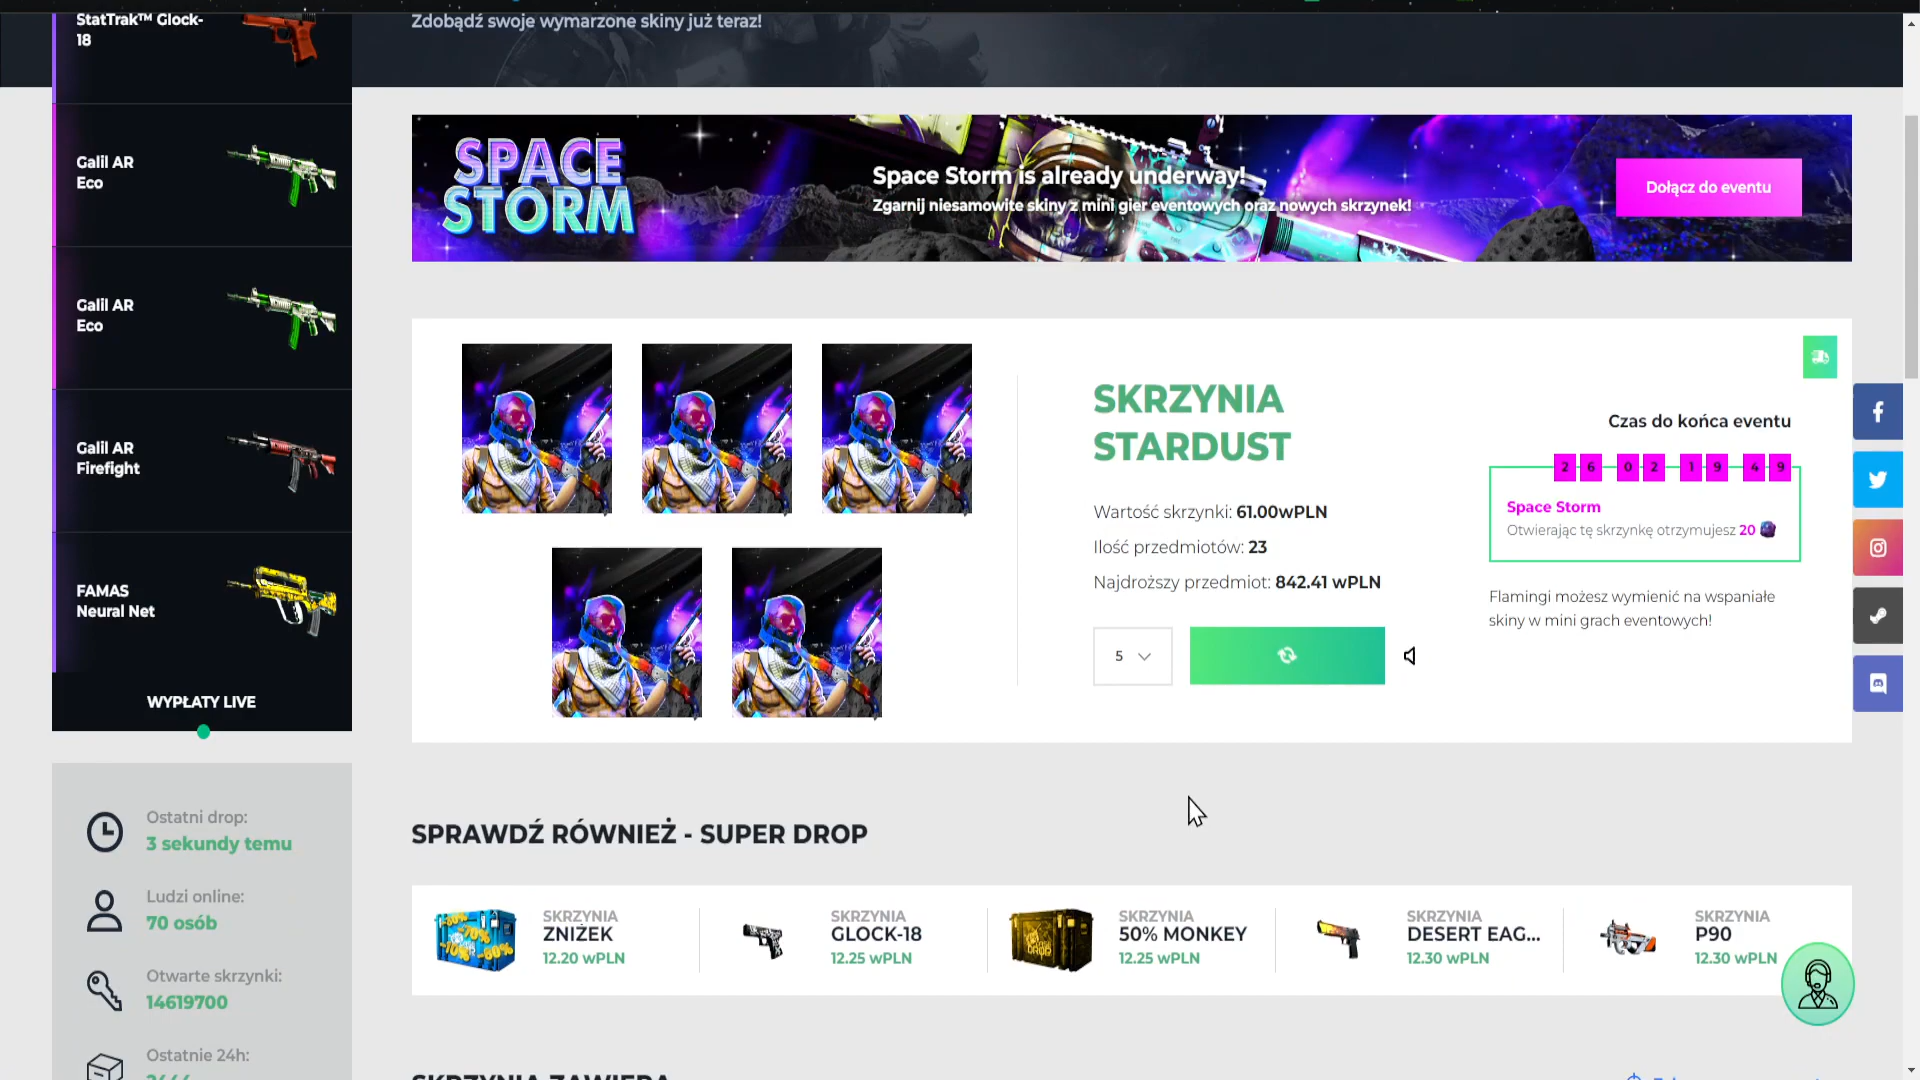 StatTrak™ Glock-
18
Galil AR
Eco
Galil AR
Eco
Galil AR
Firefight
FAMAS
Neural Net
WYPŁATY LIVE
Ostatni drop:
3 sekundy temu
Ludzi online:
70 osób
Otwarte skrzynki:
14619700
Ostatnie 24h:
Zdobądź swoje wymarzone skiny już teraz!
SPACE
STORM
Space Storm is already underway!
Zgarnij niesamowite skiny z mini gier eventowych oraz nowych skrzynek!
Dołącz do eventu
SKRZYNIA
STARDUST
Wartość skrzynki: 61.00wPLN
Ilość przedmiotów: 23
Najdroższy przedmiot: 842.41 wPLN
5
Czas do końca eventu
2 6 0 2 1 9 4 9
Space Storm
Otwierając tę skrzynkę otrzymujesz 20
Flamingi możesz wymienić na wspaniałe
skiny w mini grach eventowych!
SPRAWDŹ RÓWNIEŻ - SUPER DROP
SKRZYNIA
ZNIŻEK
12.20 wPLN
SKRZYNIA
GLOCK-18
12.25 wPLN
SKRZYNIA
50% MONKEY
12.25 wPLN
SKRZYNIA
DESERT EAG...
12.30 wPLN
SKRZYNIA
P90
12.30 wPLN
SKRZYNIA ZAWIERA